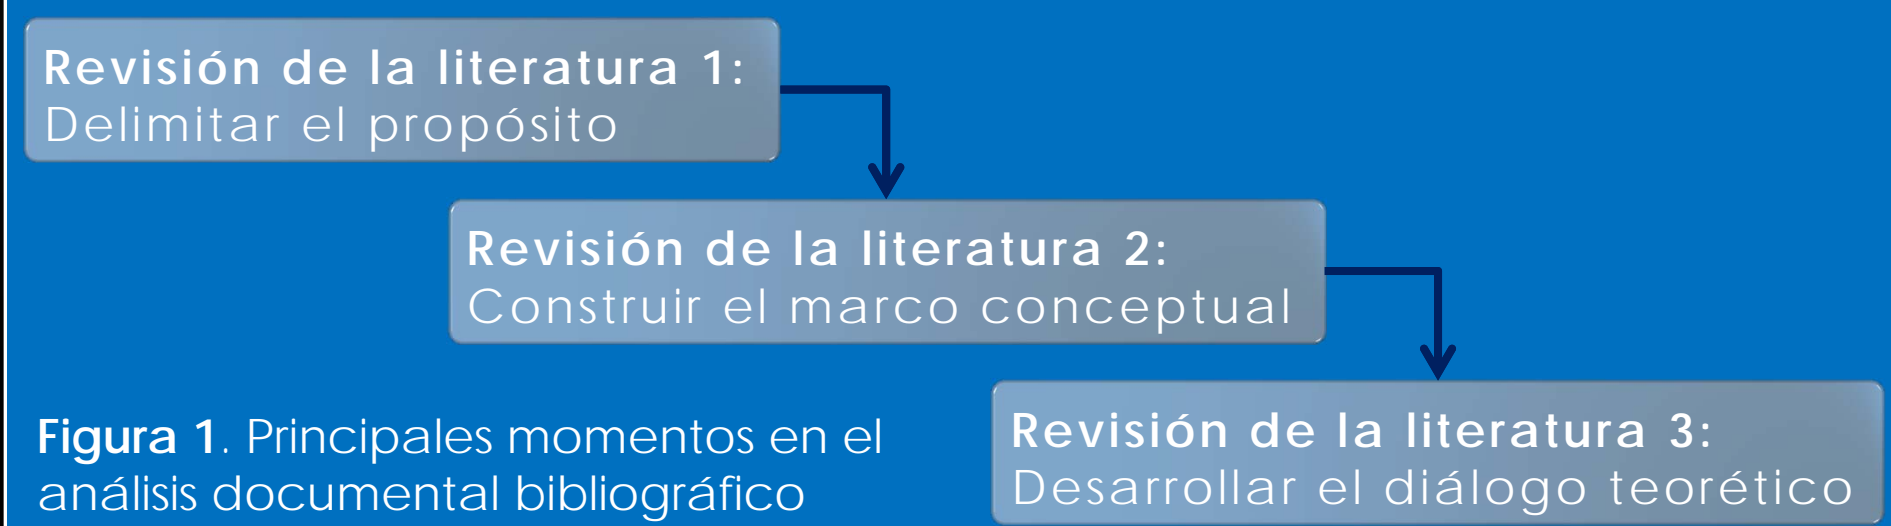 Revisión de la literatura 1:
Delimitar el propósito
Revisión de la literatura 2:
Construir el marco conceptual
Revisión de la literatura 3:
Desarrollar el diálogo teorético
Figura 1. Principales momentos en el
análisis documental bibliográfico